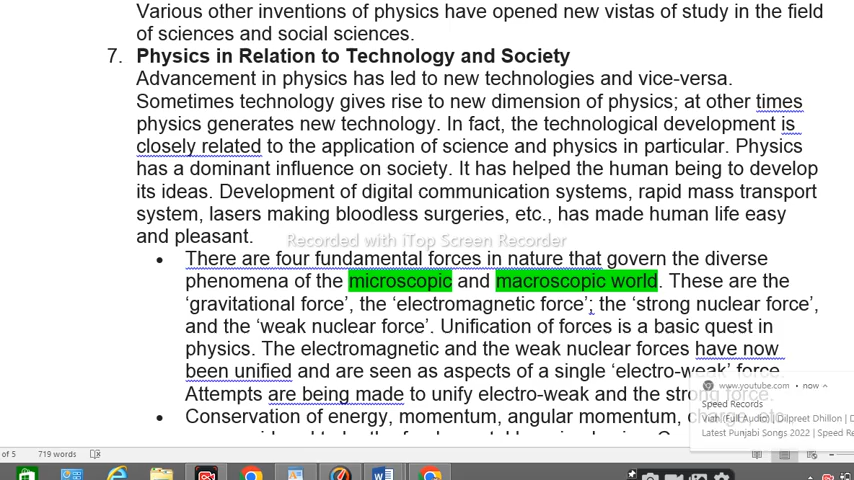 Various other inventions of physics have opened new vistas of study in the field
of sciences and social sciences.
7. Physics in Relation to Technology and Society
Advancement in physics has led to new technologies and vice-versa.
Sometimes technology gives rise to new dimension of physics; at other times
physics generates new technology. In fact, the technological development is
closely related to the application of science and physics in particular. Physics
has a dominant influence on society. It has helped the human being to develop
its ideas. Development of digital communication systems, rapid mass transport
system, lasers making bloodless surgeries, etc., has made human life easy
and pleasant.
Recorded with iTop Screen Recorder
• There are four fundamental forces in nature that govern the diverse
phenomena of the microscopic and macroscopic world. These are the
‘gravitational force’, the ‘electromagnetic force’; the ‘strong nuclear force’,
and the ‘weak nuclear force’. Unification of forces is a basic quest in
physics. The electromagnetic and the weak nuclear forces have now
been unified and are seen as aspects of a single ‘electro-weak’ force.
Attempts are being made to unify electro-weak and the strong force.
• Conservation of energy, momentum, angular momentum, charge, etc
www.youtube.com • now
Speed Records
Viah (Full Audio) | Dilpreet Dhillon | D
Latest Punjabi Songs 2022 | Speed Re
of 5 719 words